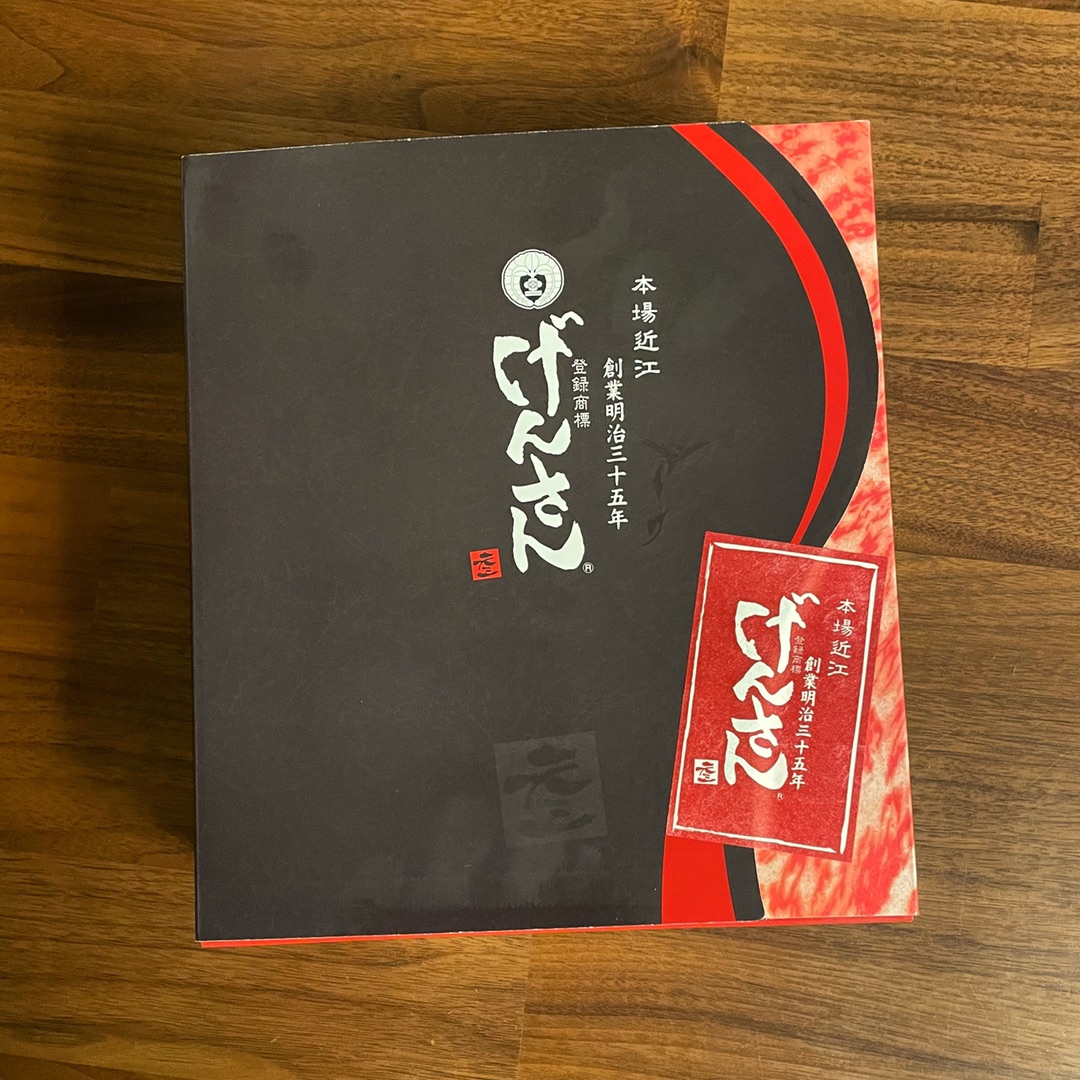 本場近江
創業明治三十五年
登録商標
げんさん
®
本場近江
創業明治三十五年
登録商標
げんさん
®